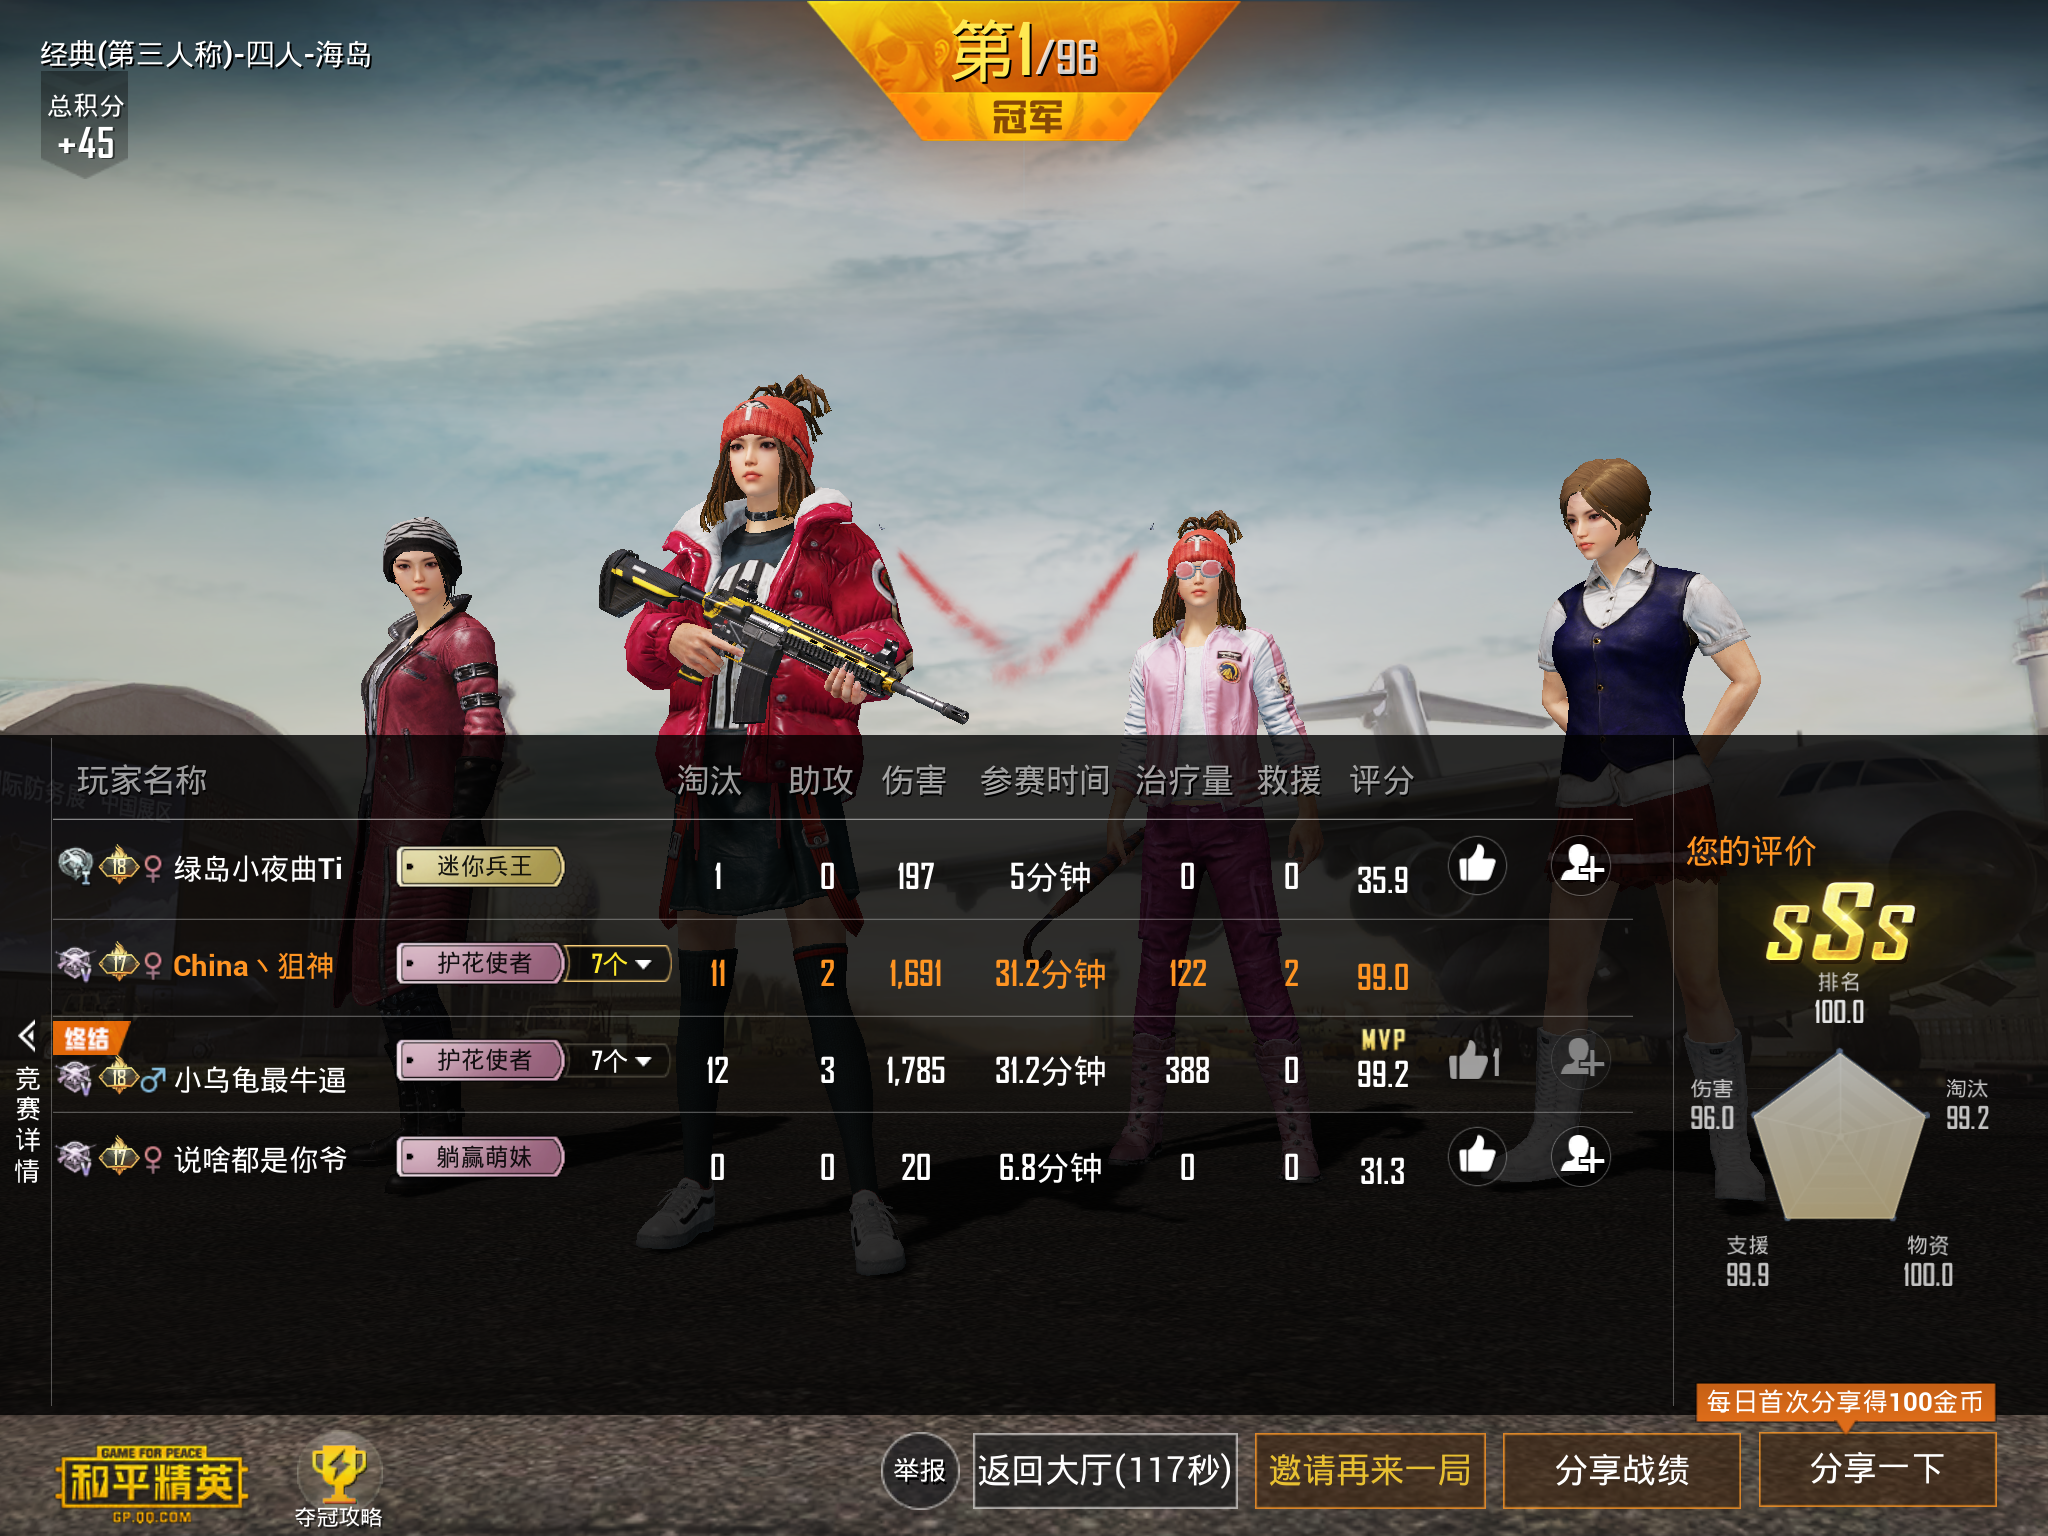 经典(第三人称)-四人-海岛
总积分
+45
第1/96
冠军
玩家名称 淘汰 助攻 伤害 参赛时间 治疗量 救援 评分
18 绿岛小夜曲Ti 迷你兵王 1 0 197 5分钟 0 0 35.9
17 China丶狙神 护花使者 7个 11 2 1,691 31.2分钟 122 2 99.0
终结
18 小乌龟最牛逼 护花使者 7个 12 3 1,785 31.2分钟 388 0 MVP 99.2 1
17 说啥都是你爷 躺赢萌妹 0 0 20 6.8分钟 0 0 31.3
竞赛详情
您的评价
sSs
排名
100.0
伤害
96.0
淘汰
99.2
支援
99.9
物资
100.0
每日首次分享得100金币
GAME FOR PEACE
和平精英
GP.QQ.COM
夺冠攻略
举报
返回大厅(117秒)
邀请再来一局
分享战绩
分享一下